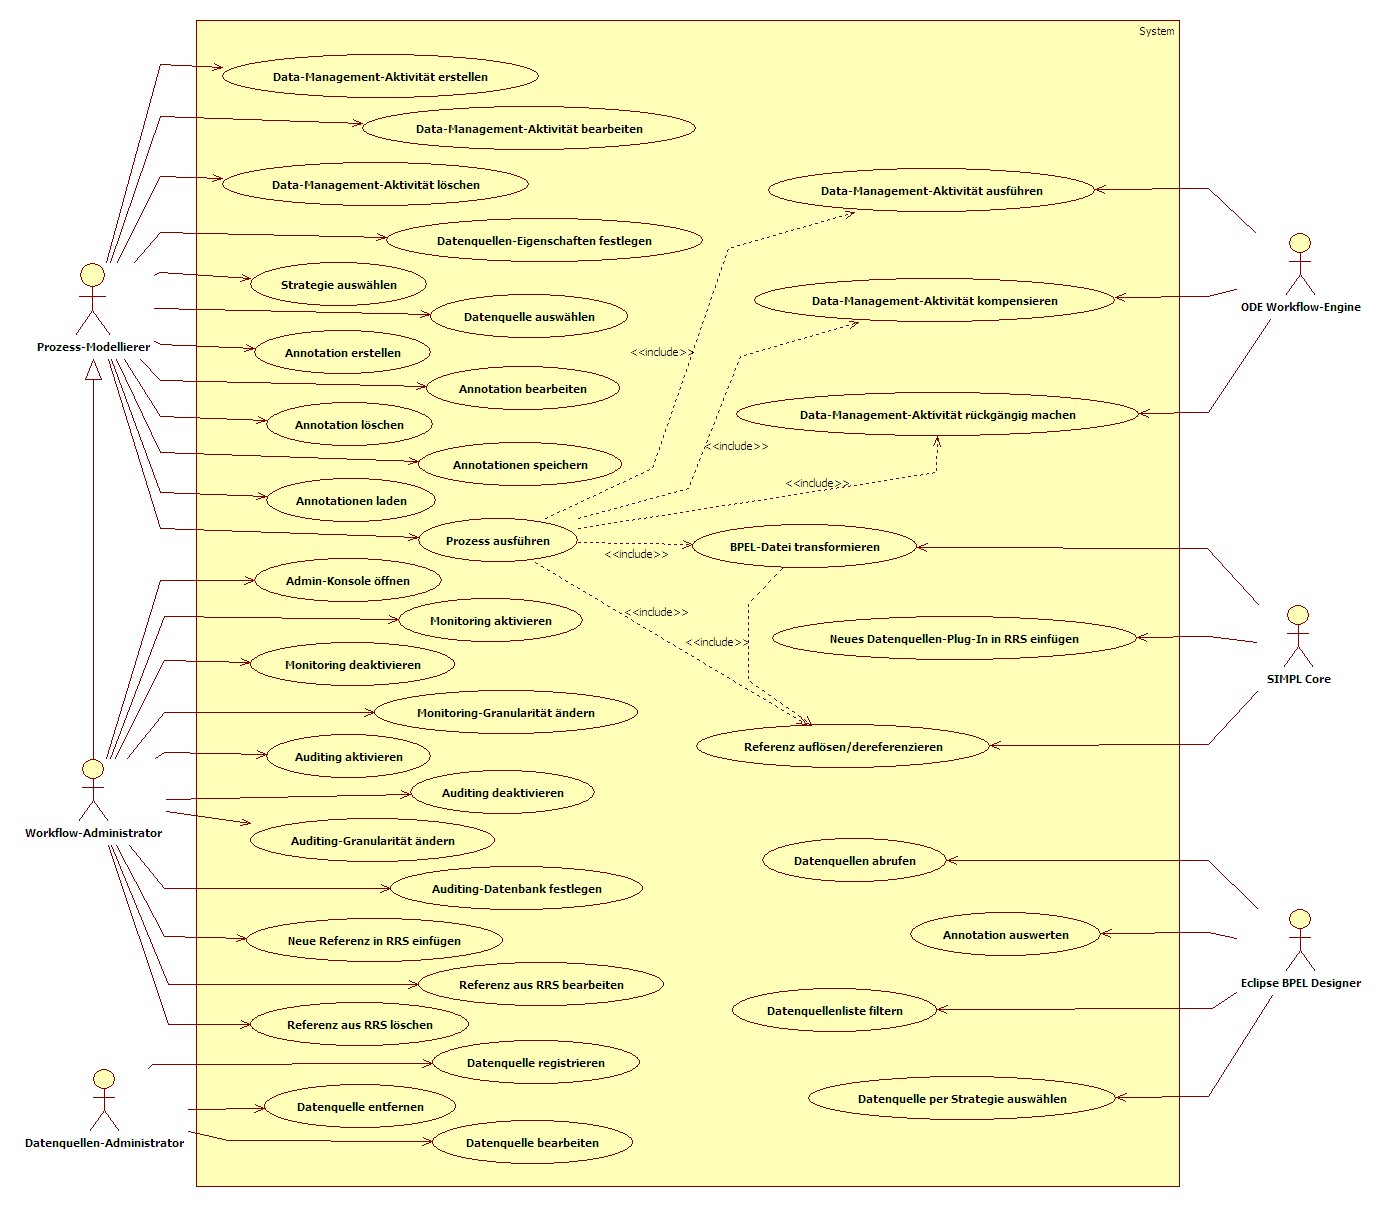 System
Data-Management-Aktivität erstellen
Data-Management-Aktivität bearbeiten
Data-Management-Aktivität löschen
Data-Management-Aktivität ausführen
Datenquellen-Eigenschaften festlegen
Strategie auswählen
Data-Management-Aktivität kompensieren
ODE Workflow-Engine
Datenquelle auswählen
Prozess-Modellierer
Annotation erstellen
<<include>>
Annotation bearbeiten
Data-Management-Aktivität rückgängig machen
Annotation löschen
<<include>>
Annotationen speichern
<<include>>
Annotationen laden
Prozess ausführen
<<include>>
BPEL-Datei transformieren
Admin-Konsole öffnen
<<include>>
Monitoring aktivieren
<<include>>
Neues Datenquellen-Plug-In in RRS einfügen
Monitoring deaktivieren
SIMPL Core
Monitoring-Granularität ändern
Referenz auflösen/dereferenzieren
Auditing aktivieren
Auditing deaktivieren
Workflow-Administrator
Auditing-Granularität ändern
Datenquellen abrufen
Auditing-Datenbank festlegen
Annotation auswerten
Neue Referenz in RRS einfügen
Referenz aus RRS bearbeiten
Eclipse BPEL Designer
Datenquellenliste filtern
Referenz aus RRS löschen
Datenquelle registrieren
Datenquelle per Strategie auswählen
Datenquelle entfernen
Datenquellen-Administrator
Datenquelle bearbeiten